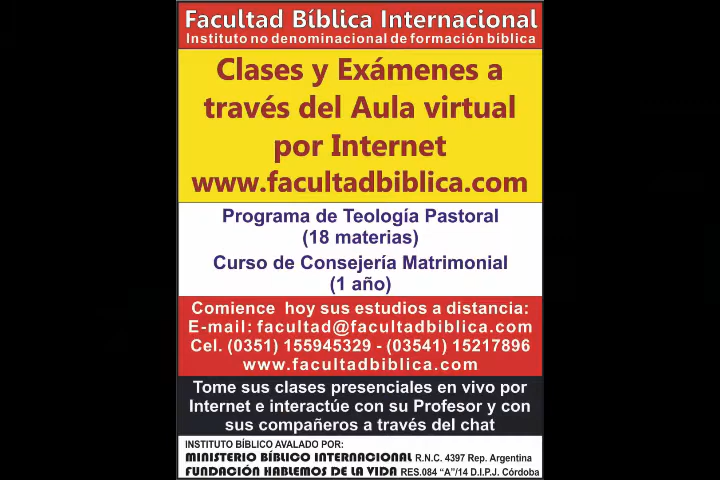 Facultad Bíblica Internacional
Instituto no denominacional de formación bíblica
Clases y Exámenes a
través del Aula virtual
por Internet
www.facultadbiblica.com
Programa de Teología Pastoral
(18 materias)
Curso de Consejería Matrimonial
(1 año)
Comience hoy sus estudios a distancia:
E-mail: facultad@facultadbiblica.com
Cel. (0351) 155945329 - (03541) 15217896
www.facultadbiblica.com
Tome sus clases presenciales en vivo por
Internet e interactúe con su Profesor y con
sus compañeros a través del chat
INSTITUTO BÍBLICO AVALADO POR:
MINISTERIO BÍBLICO INTERNACIONAL R.N.C. 4397 Rep. Argentina
FUNDACIÓN HABLEMOS DE LA VIDA RES.084 “A”/14 D.I.P.J. Córdoba